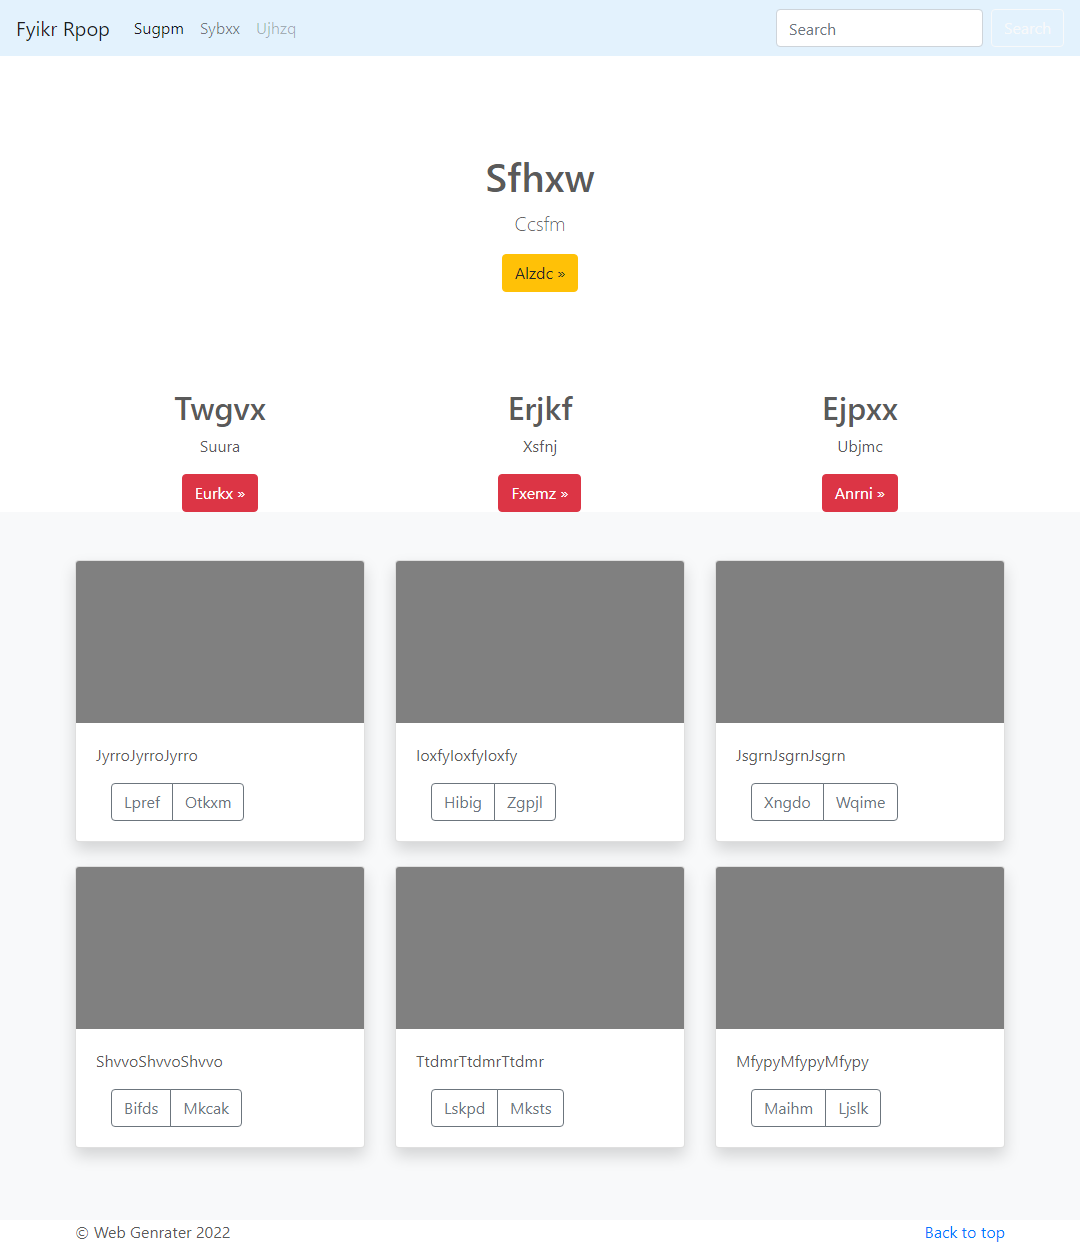 Fyikr Rpop Sugpm Sybxx Ujhzq Search Search
Sfhxw
Ccsfm
Alzdc »
Twgvx Erjkf Ejpxx
Suura Xsfnj Ubjmc
Eurkx » Fxemz » Anrni »
JyrroJyrroJyrro IoxfyIoxfyIoxfy JsgrnJsgrnJsgrn
Lpref Otkxm Hibig Zgpjl Xngdo Wqime
ShvvoShvvoShvvo TtdmrTtdmrTtdmr MfypyMfypyMfypy
Bifds Mkcak Lskpd Mksts Maihm Ljslk
© Web Genrater 2022 Back to top